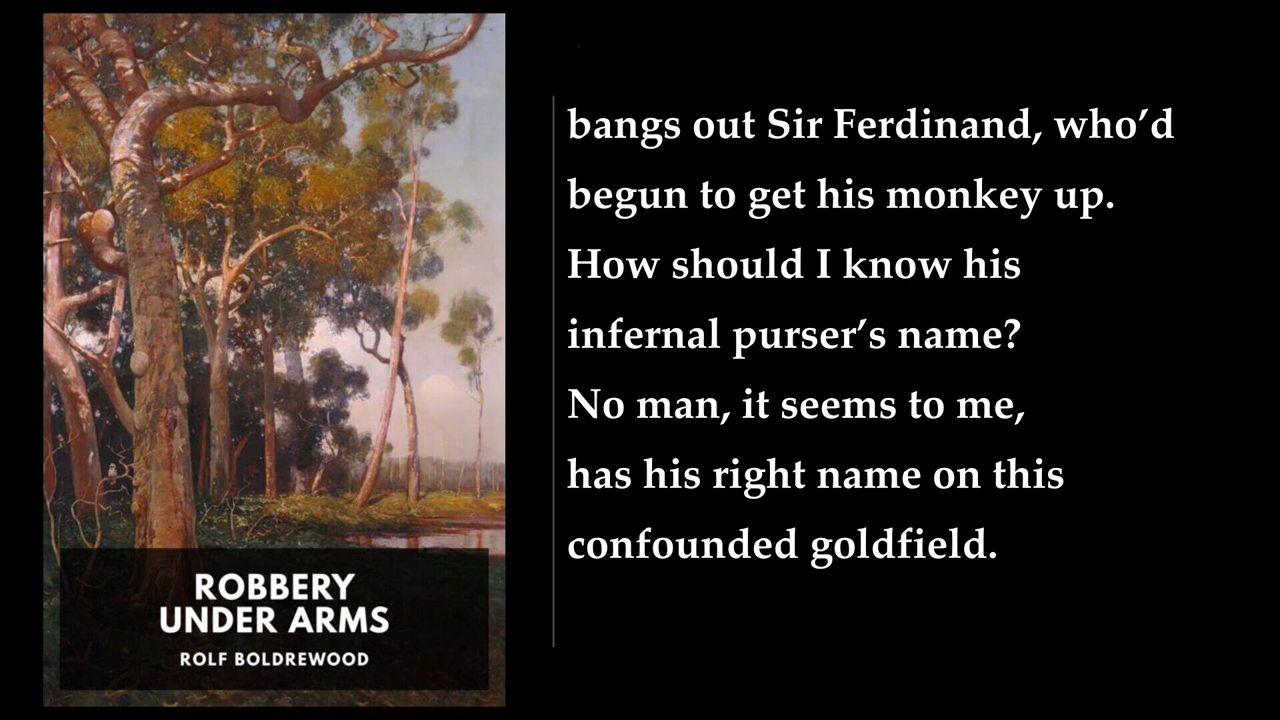 bangs out Sir Ferdinand, who’d
begun to get his monkey up.
How should I know his
infernal purser’s name?
No man, it seems to me,
has his right name on this
confounded goldfield.
ROBBERY
UNDER ARMS
ROLF BOLDREWOOD